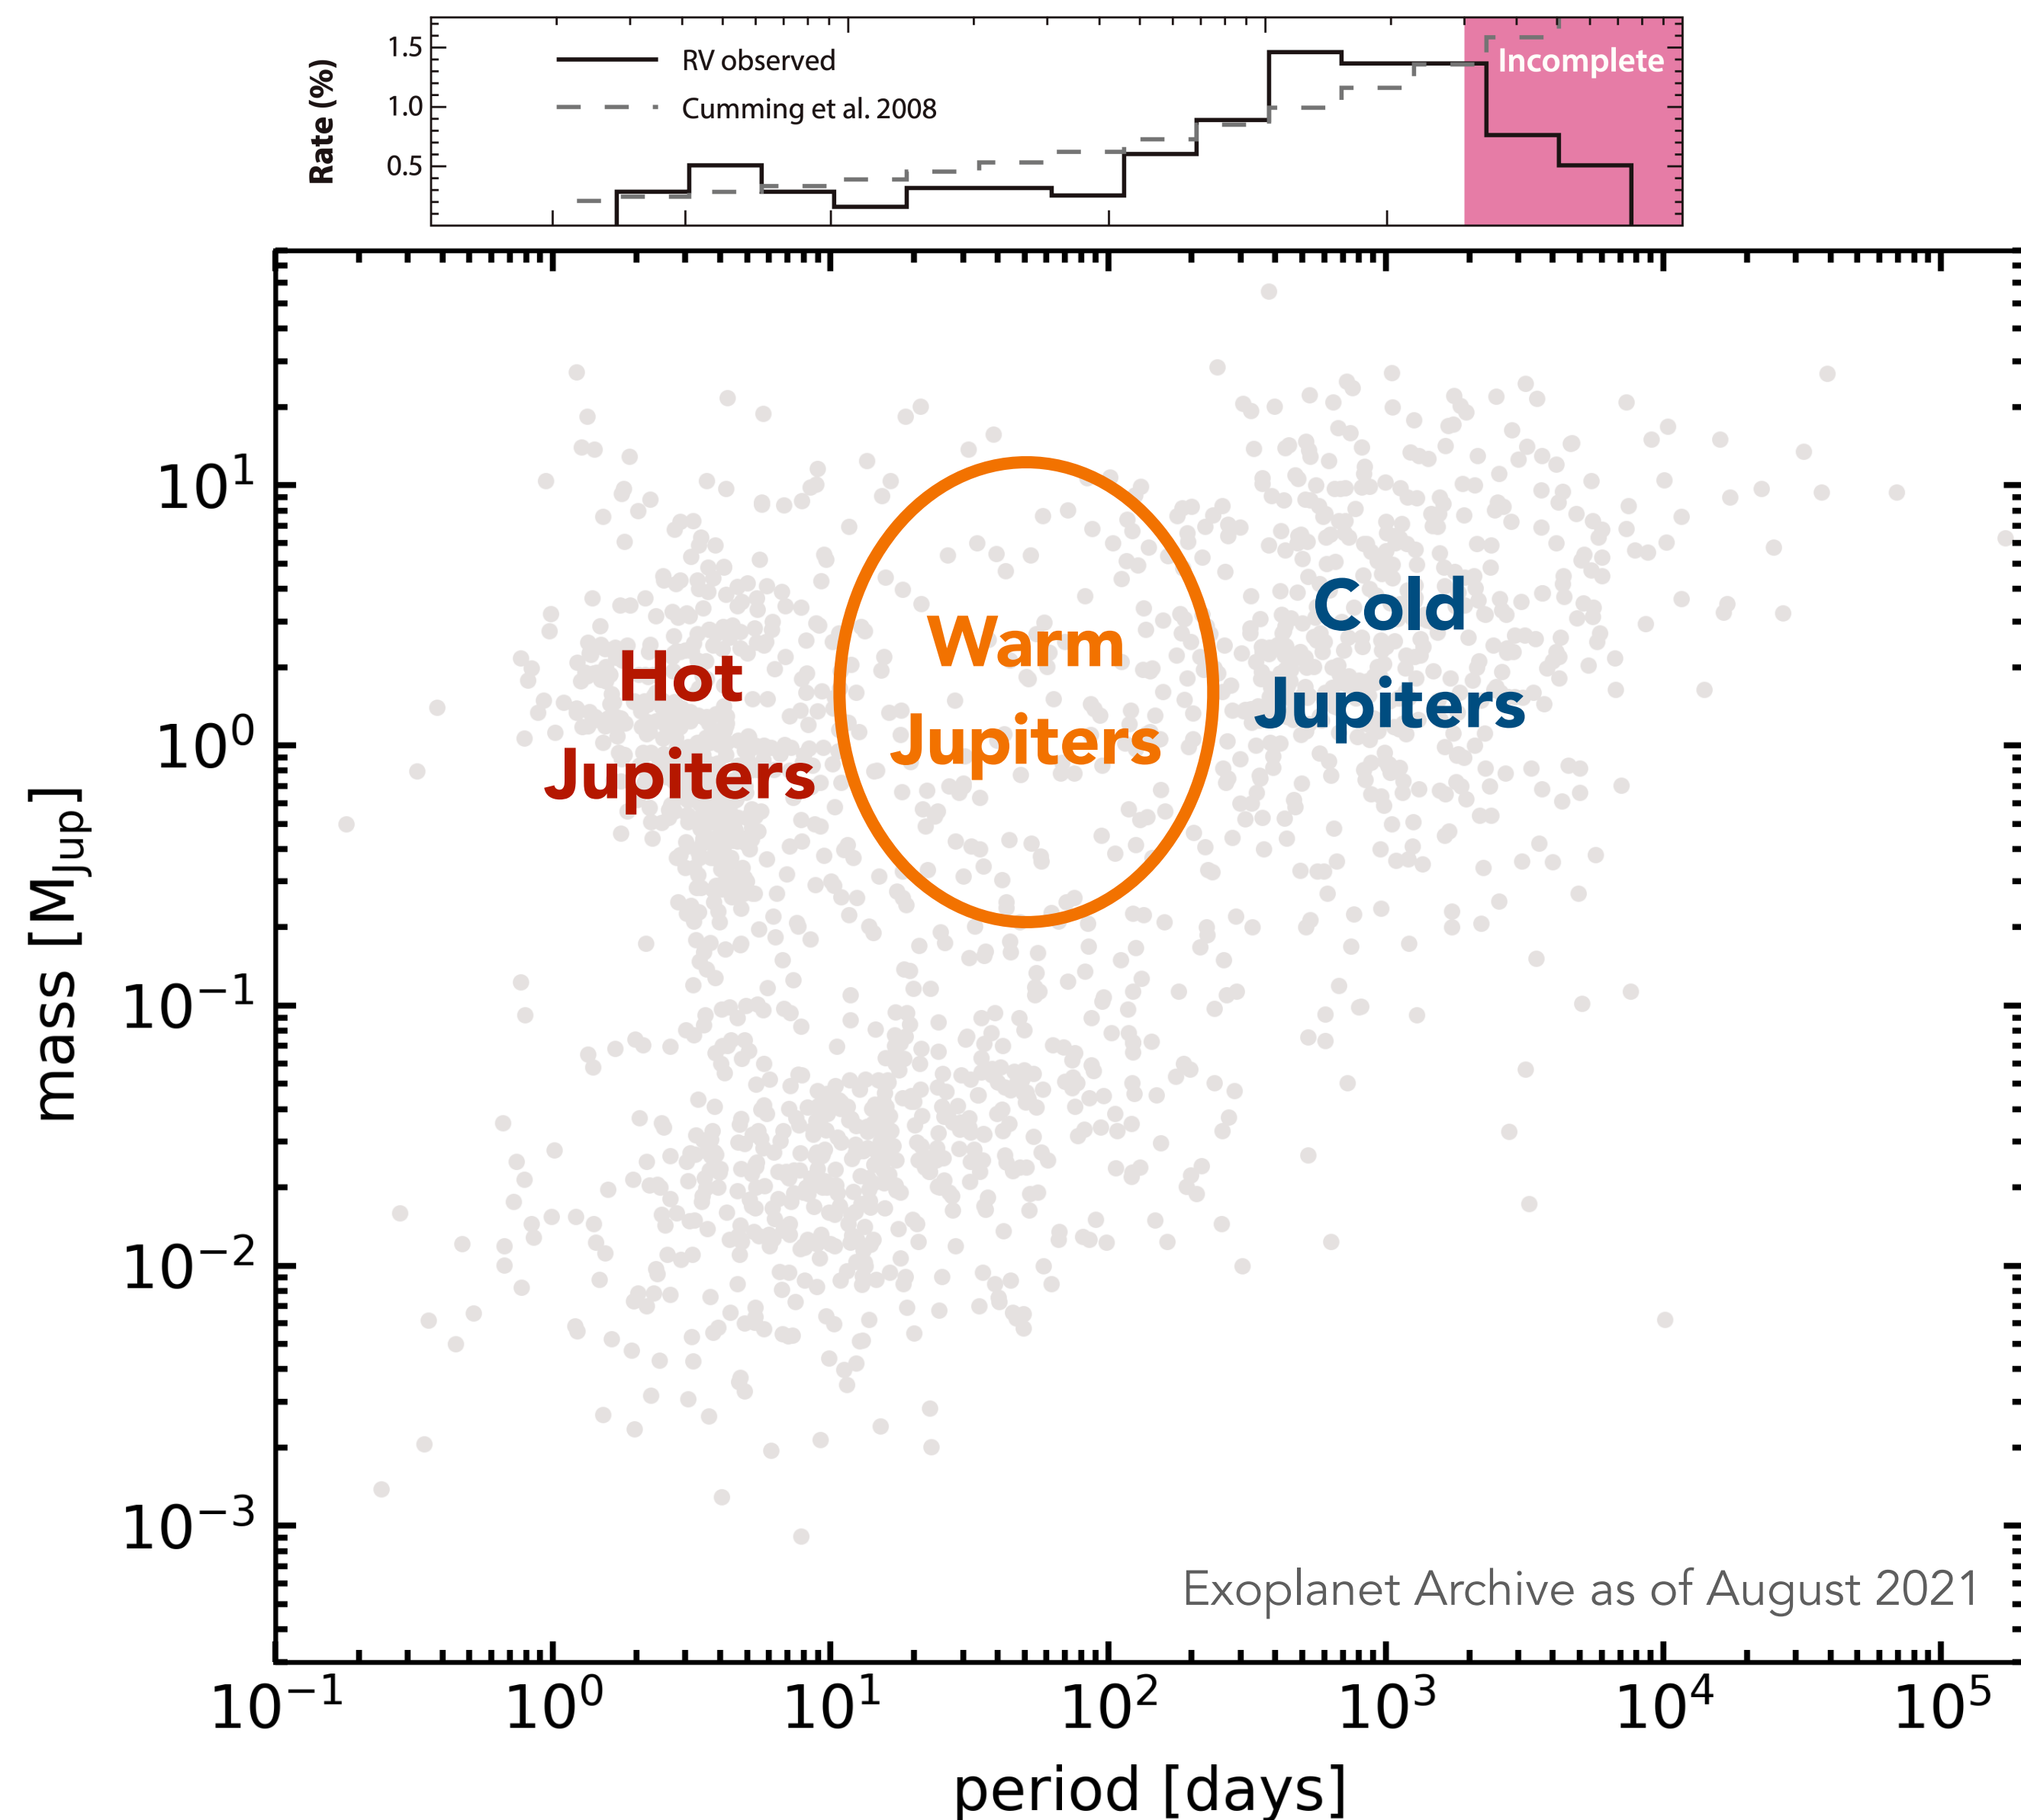 Rate (%)
1.5
1.0
0.5
RV observed
Cumming et al. 2008
Incomplete
mass [M_Jup]
10¹
10⁰
10⁻¹
10⁻²
10⁻³
Hot
Jupiters
Warm
Jupiters
Cold
Jupiters
Exoplanet Archive as of August 2021
10⁻¹ 10⁰ 10¹ 10² 10³ 10⁴ 10⁵
period [days]